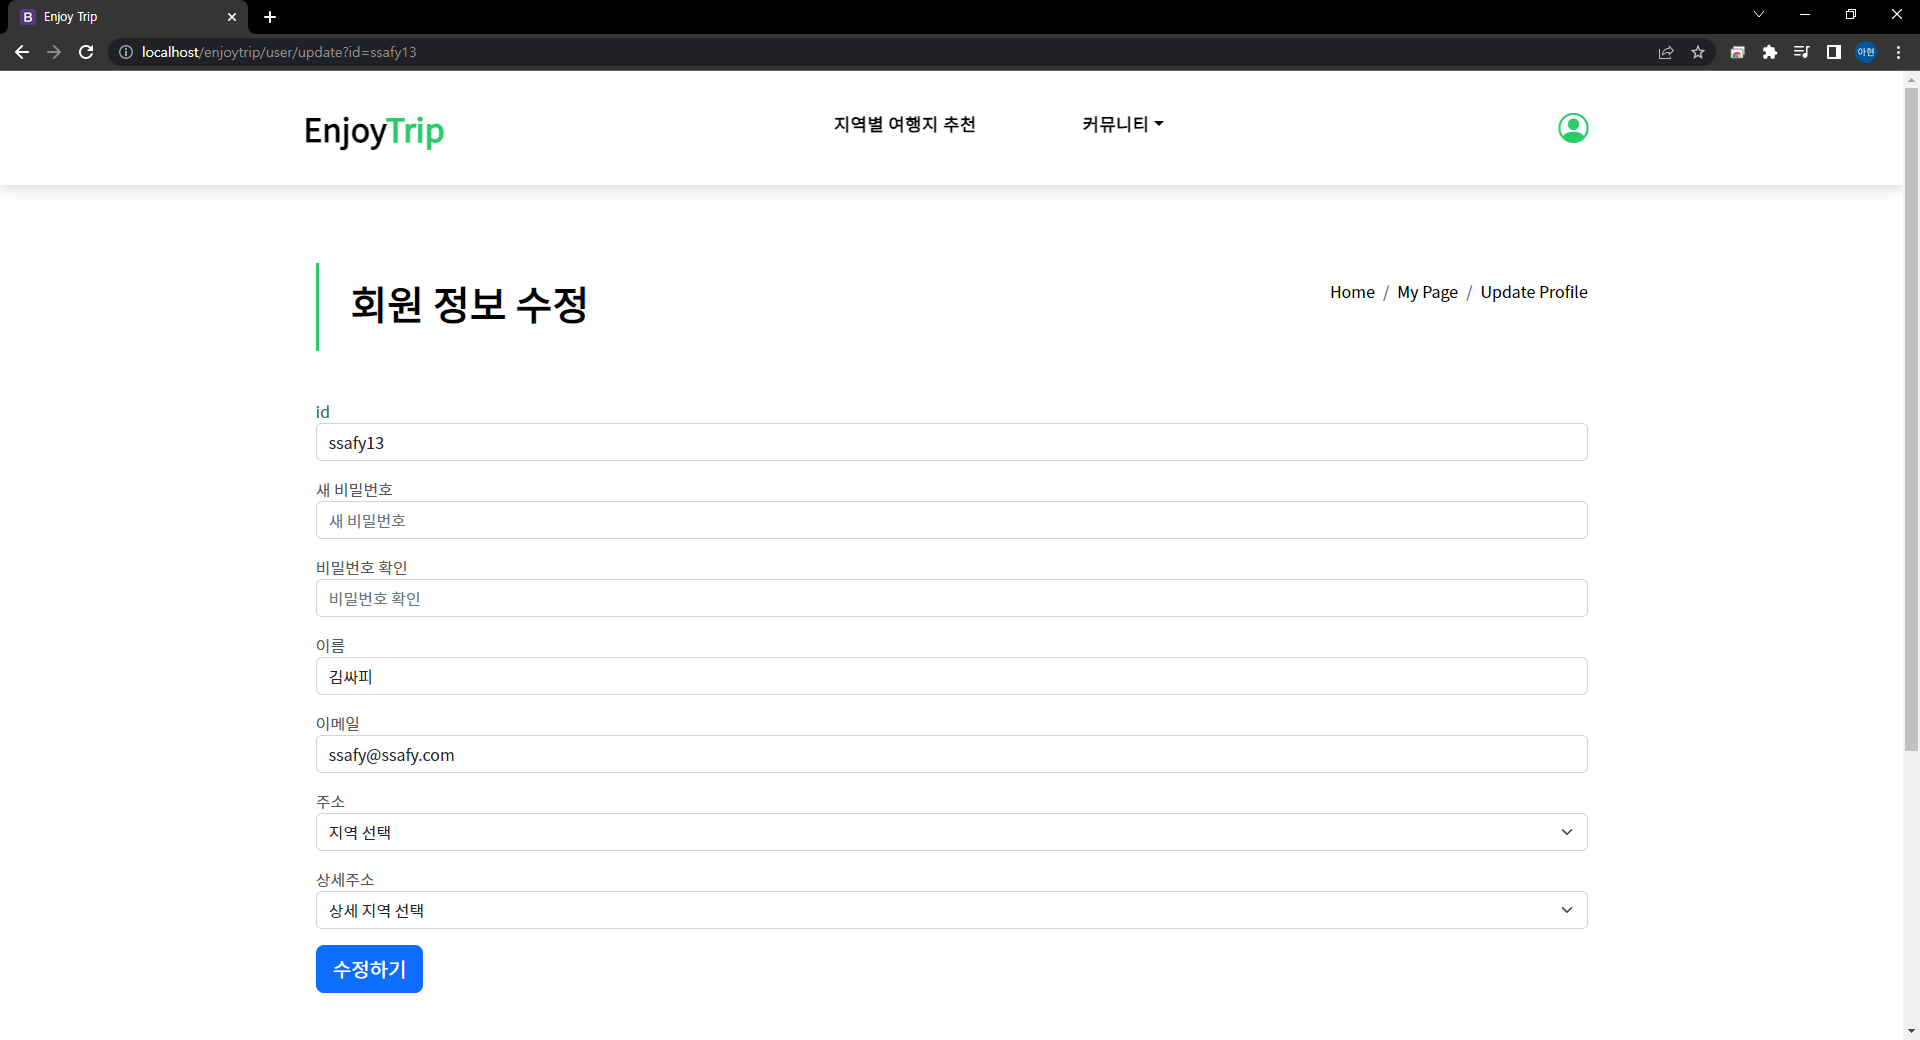 B Enjoy Trip
localhost/enjoytrip/user/update?id=ssafy13
아현
EnjoyTrip
지역별 여행지 추천
커뮤니티
회원 정보 수정
Home / My Page / Update Profile
id
ssafy13
새 비밀번호
새 비밀번호
비밀번호 확인
비밀번호 확인
이름
김싸피
이메일
ssafy@ssafy.com
주소
지역 선택
상세주소
상세 지역 선택
수정하기